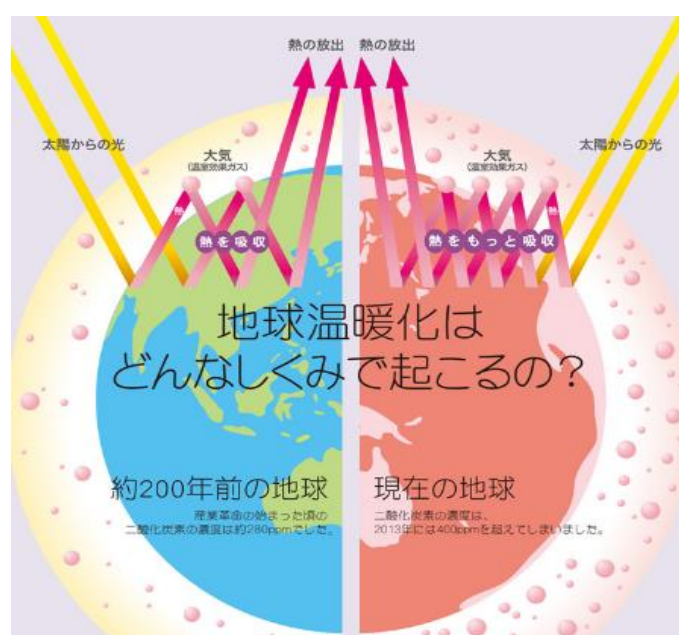 熱の放出 熱の放出
太陽からの光
大気
(温室効果ガス)
熱
熱を吸収
大気
(温室効果ガス)
太陽からの光
熱
熱をもっと吸収
地球温暖化は
どんなしくみで起こるの？
約200年前の地球
産業革命の始まった頃の
二酸化炭素の濃度は約280ppmでした。
現在の地球
二酸化炭素の濃度は、
2013年には400ppmを超えてしまいました。